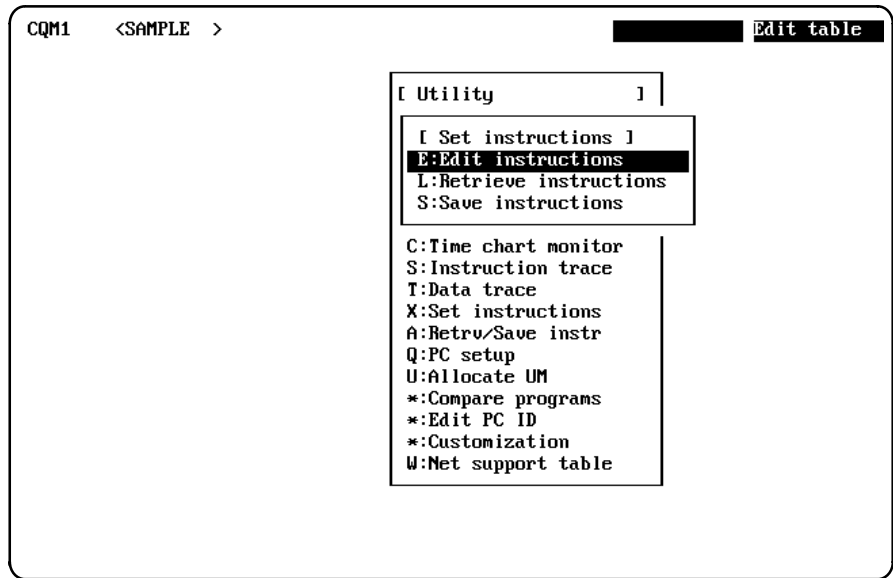 CQM1 <SAMPLE > Edit table
[ Utility ]
[ Set instructions ]
E:Edit instructions
L:Retrieve instructions
S:Save instructions
C:Time chart monitor
S:Instruction trace
T:Data trace
X:Set instructions
A:Retrv/Save instr
Q:PC setup
U:Allocate UM
*:Compare programs
*:Edit PC ID
*:Customization
W:Net support table